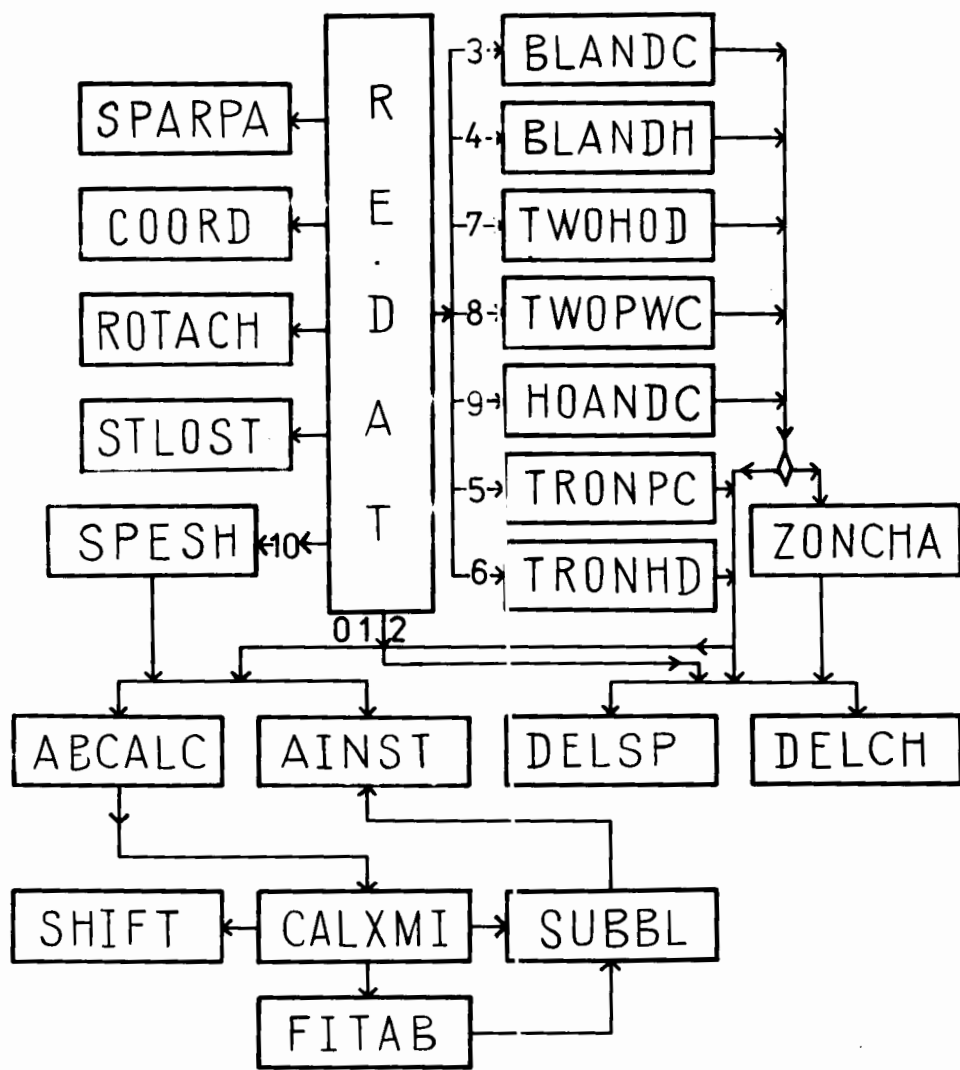 REDAT
SPARPA
COORD
ROTACH
STLOST
10
SPESH
3
BLANDC
4
BLANDH
7
TWOHOD
8
TWOPWC
9
HOANDC
5
TRONPC
6
TRONHD
ZONCHA
0 1 2
ABCALC
AINST
DELSP
DELCH
SHIFT
CALXMI
SUBBL
FITAB